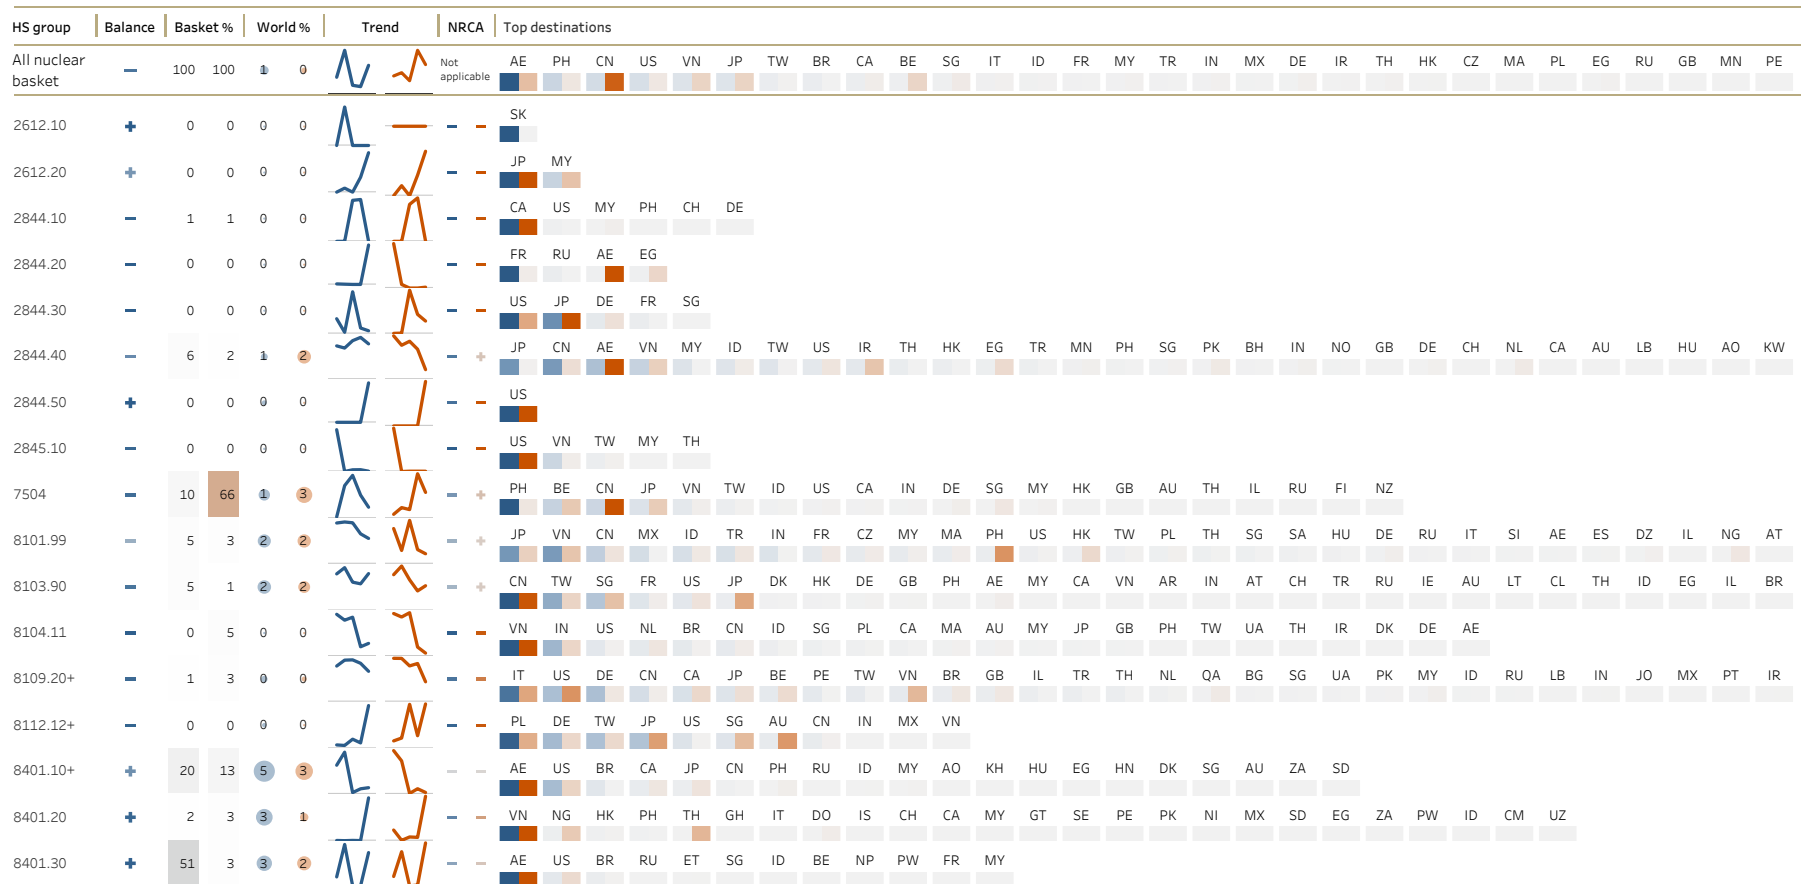 HS group Balance Basket % World % Trend NRCA Top destinations
All nuclear basket 100 100 1 0 Not applicable AE PH CN US VN JP TW BR CA BE SG IT ID FR MY TR IN MX DE IR TH HK CZ MA PL EG RU GB MN PE
2612.10 + 0 0 0 0 SK
2612.20 + 0 0 0 0 JP MY
2844.10 − 1 1 0 0 CA US MY PH CH DE
2844.20 − 0 0 0 0 FR RU AE EG
2844.30 − 0 0 0 0 US JP DE FR SG
2844.40 − 6 2 1 2 JP CN AE VN MY ID TW US IR TH HK EG TR MN PH SG PK BH IN NO GB DE CH NL CA AU LB HU AO KW
2844.50 + 0 0 0 0 US
2845.10 − 0 0 0 0 US VN TW MY TH
7504 − 10 66 1 3 PH BE CN JP VN TW ID US CA IN DE SG MY HK GB AU TH IL RU FI NZ
8101.99 − 5 3 2 2 JP VN CN MX ID TR IN FR CZ MY MA PH US HK TW PL TH SG SA HU DE RU IT SI AE ES DZ IL NG AT
8103.90 − 5 1 2 2 CN TW SG FR US JP DK HK DE GB PH AE MY CA VN AR IN AT CH TR RU IE AU LT CL TH ID EG IL BR
8104.11 − 0 5 0 0 VN IN US NL BR CN ID SG PL CA MA AU MY JP GB PH TW UA TH IR DK DE AE
8109.20+ − 1 3 0 0 IT US DE CN CA JP BE PE TW VN BR GB IL TR TH NL QA BG SG UA PK MY ID RU LB IN JO MX PT IR
8112.12+ − 0 0 0 0 PL DE TW JP US SG AU CN IN MX VN
8401.10+ + 20 13 5 3 AE US BR CA JP CN PH RU ID MY AO KH HU EG HN DK SG AU ZA SD
8401.20 + 2 3 3 1 VN NG HK PH TH GH IT DO IS CH CA MY GT SE PE PK NI MX SD EG ZA PW ID CM UZ
8401.30 + 51 3 3 2 AE US BR RU ET SG ID BE NP PW FR MY